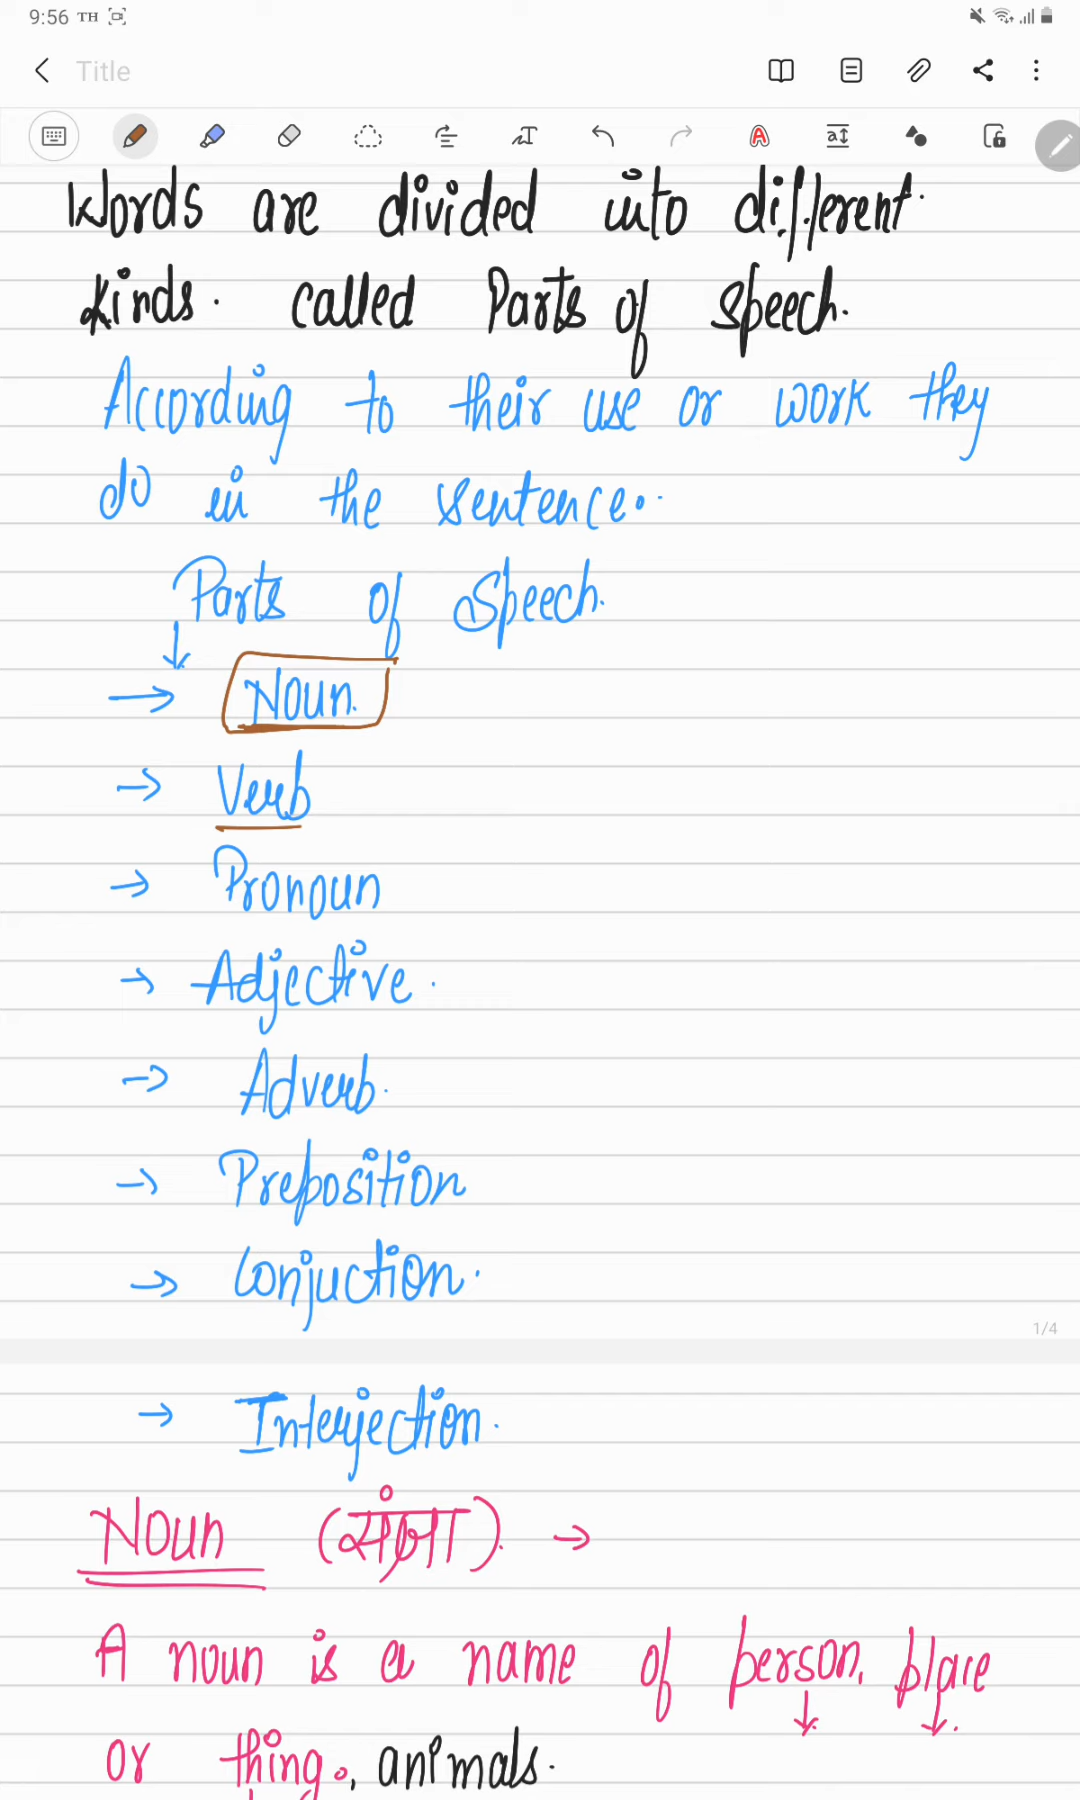 9:56 TH
Title
Words are divided into different.
Kinds. called Parts of speech.
According to their use or work they
do in the sentence..
Parts of Speech.
→ Noun.
→ Verb
→ Pronoun
→ Adjective.
→ Adverb.
→ Preposition
→ Conjuction.
1/4
→ Interjection.
Noun (संज्ञा). →
A noun is a name of person, place
or thing., animals.